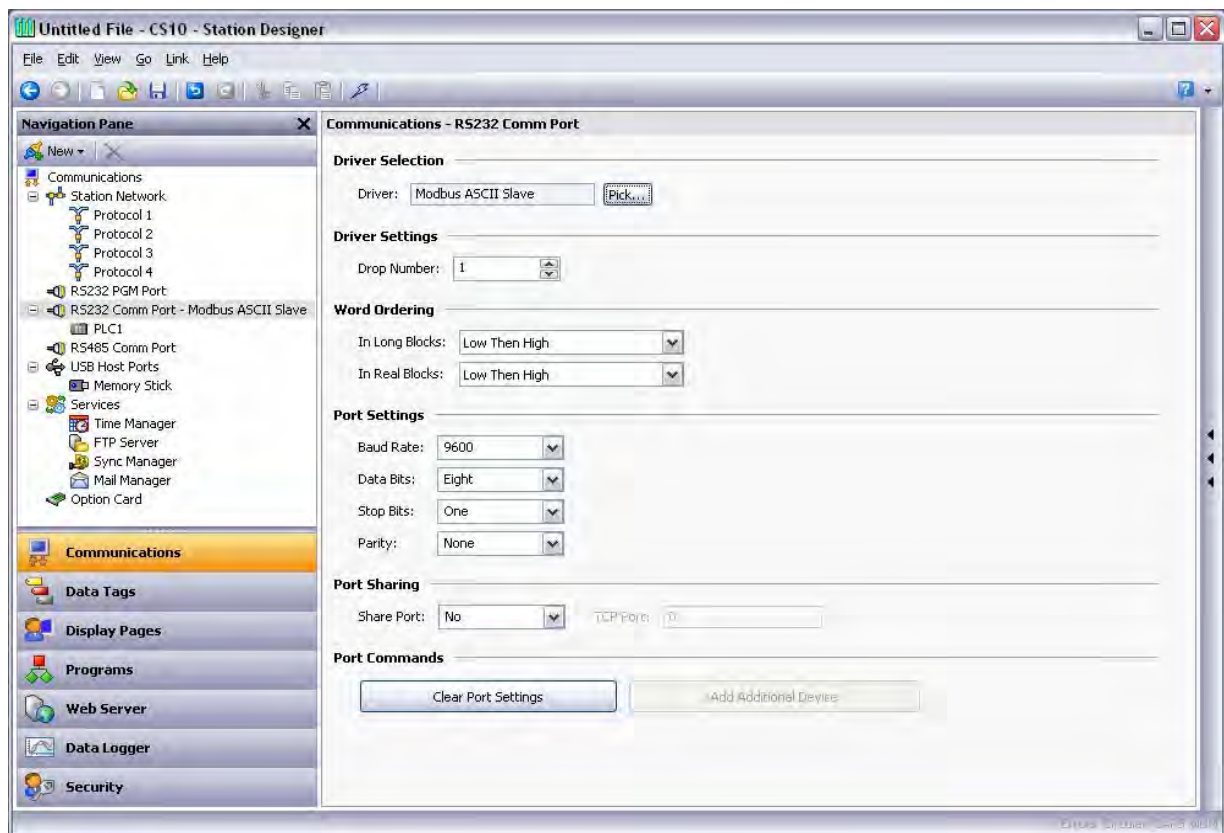 Untitled File - CS10 - Station Designer
File Edit View Go Link Help
Navigation Pane
New
Communications
Station Network
Protocol 1
Protocol 2
Protocol 3
Protocol 4
RS232 PGM Port
RS232 Comm Port - Modbus ASCII Slave
PLC1
RS485 Comm Port
USB Host Ports
Memory Stick
Services
Time Manager
FTP Server
Sync Manager
Mail Manager
Option Card
Communications
Data Tags
Display Pages
Programs
Web Server
Data Logger
Security
Communications - RS232 Comm Port
Driver Selection
Driver: Modbus ASCII Slave Pick...
Driver Settings
Drop Number: 1
Word Ordering
In Long Blocks: Low Then High
In Real Blocks: Low Then High
Port Settings
Baud Rate: 9600
Data Bits: Eight
Stop Bits: One
Parity: None
Port Sharing
Share Port: No TCP Port: 0
Port Commands
Clear Port Settings Add Additional Device